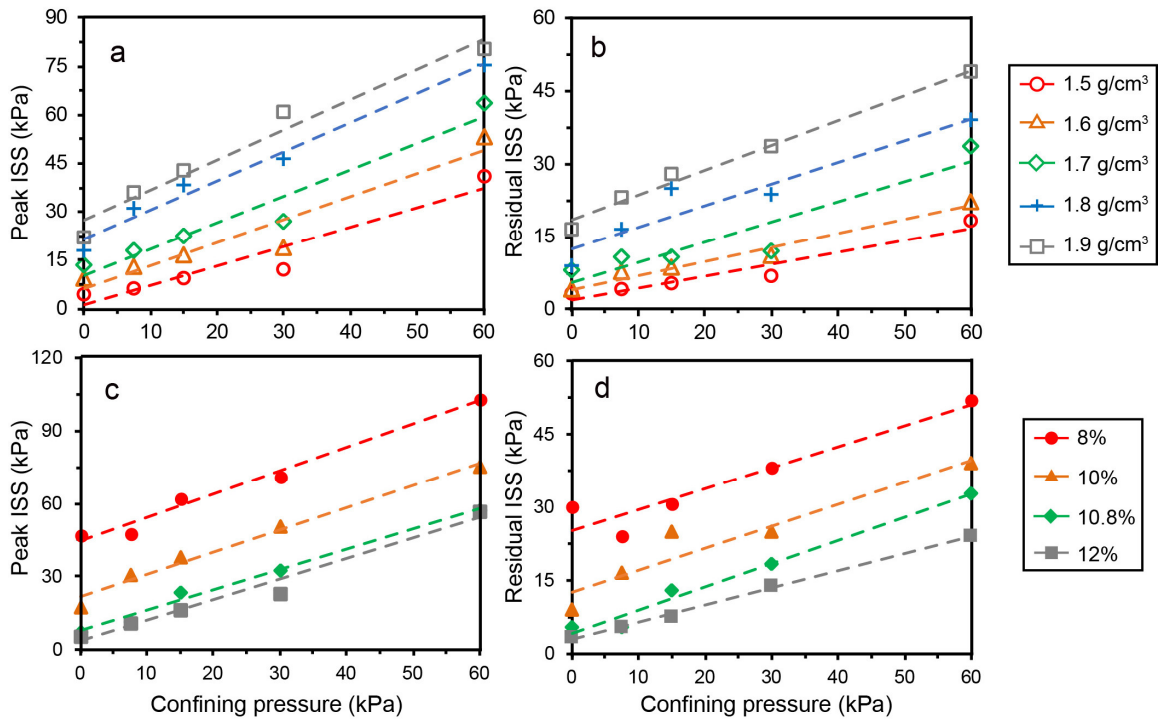 a
Peak ISS (kPa)
90
75
60
45
30
15
0
0 10 20 30 40 50 60
b
Residual ISS (kPa)
60
45
30
15
0
0 10 20 30 40 50 60
1.5 g/cm³
1.6 g/cm³
1.7 g/cm³
1.8 g/cm³
1.9 g/cm³
c
Peak ISS (kPa)
120
90
60
30
0
0 10 20 30 40 50 60
Confining pressure (kPa)
d
Residual ISS (kPa)
60
45
30
15
0
0 10 20 30 40 50 60
Confining pressure (kPa)
8%
10%
10.8%
12%